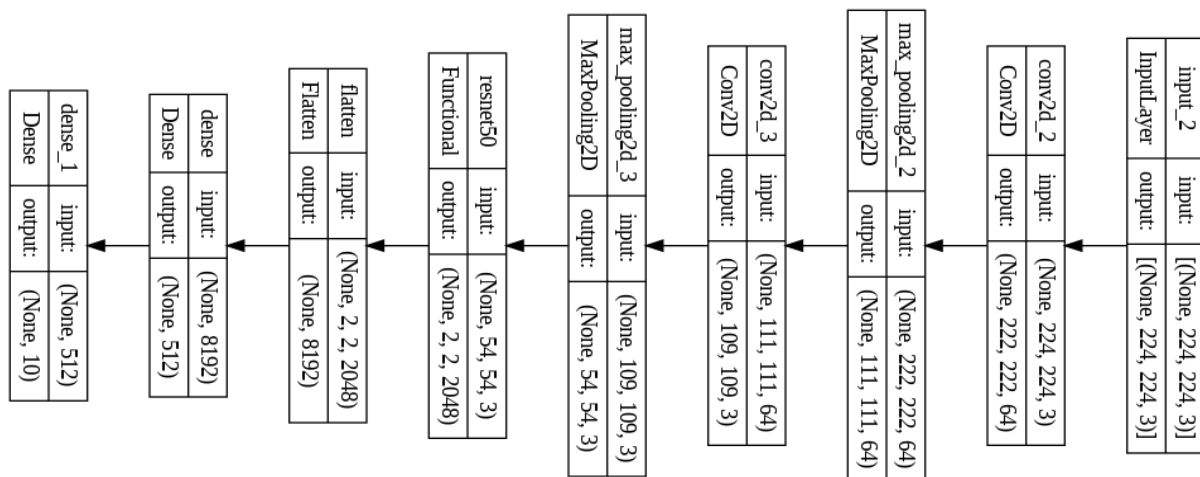 input_2 input: [(None, 224, 224, 3)]
InputLayer output: [(None, 224, 224, 3)]
conv2d_2 input: (None, 224, 224, 3)
Conv2D output: (None, 222, 222, 64)
max_pooling2d_2 input: (None, 222, 222, 64)
MaxPooling2D output: (None, 111, 111, 64)
conv2d_3 input: (None, 111, 111, 64)
Conv2D output: (None, 109, 109, 3)
max_pooling2d_3 input: (None, 109, 109, 3)
MaxPooling2D output: (None, 54, 54, 3)
resnet50 input: (None, 54, 54, 3)
Functional output: (None, 2, 2, 2048)
flatten input: (None, 2, 2, 2048)
Flatten output: (None, 8192)
dense input: (None, 8192)
Dense output: (None, 512)
dense_1 input: (None, 512)
Dense output: (None, 10)